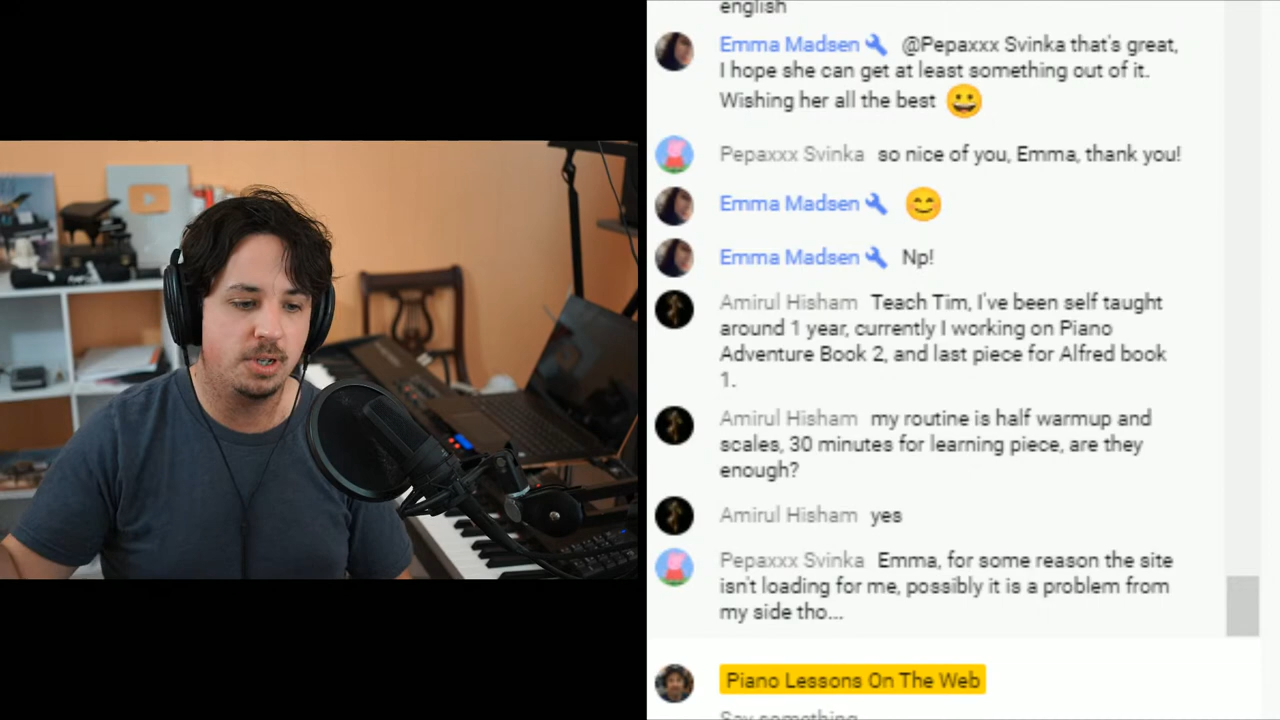 english
Emma Madsen @Pepaxxx Svinka that's great,
I hope she can get at least something out of it.
Wishing her all the best
Pepaxxx Svinka so nice of you, Emma, thank you!
Emma Madsen
Emma Madsen Np!
Amirul Hisham Teach Tim, I've been self taught
around 1 year, currently I working on Piano
Adventure Book 2, and last piece for Alfred book
1.
Amirul Hisham my routine is half warmup and
scales, 30 minutes for learning piece, are they
enough?
Amirul Hisham yes
Pepaxxx Svinka Emma, for some reason the site
isn't loading for me, possibly it is a problem from
my side tho...
Piano Lessons On The Web
Say something